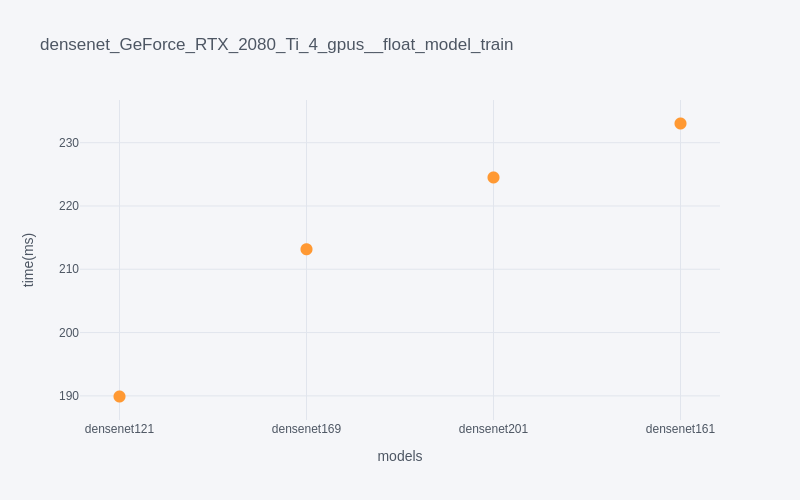 densenet_GeForce_RTX_2080_Ti_4_gpus__float_model_train
230
220
210
200
190
time(ms)
densenet121
densenet169
densenet201
densenet161
models